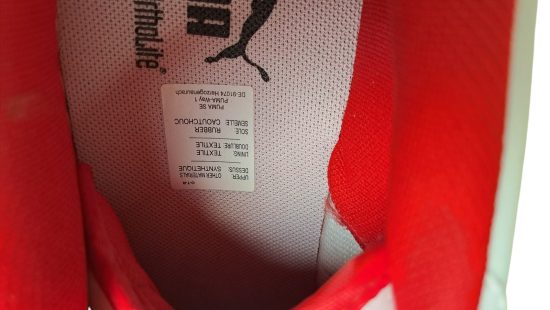 UPPER: OTHER MATERIALS
DESSUS: SYNTHETIQUE
LINING: TEXTILE
DOUBLURE: TEXTILE
SOLE: RUBBER
SEMELLE: CAOUTCHOUC
PUMA SE
PUMA-Way 1
DE-91074 Herzogenaurach